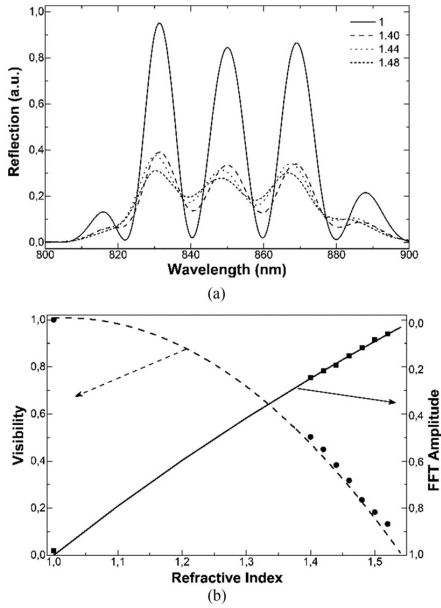 1,0
0,8
0,6
0,4
0,2
0,0
Reflection (a.u.)
1
1.40
1.44
1.48
800 820 840 860 880 900
Wavelength (nm)
(a)
1,0
0,8
0,6
0,4
0,2
0,0
Visibility
0,0
0,2
0,4
0,6
0,8
1,0
FFT Amplitude
1,0 1,1 1,2 1,3 1,4 1,5
Refractive Index
(b)